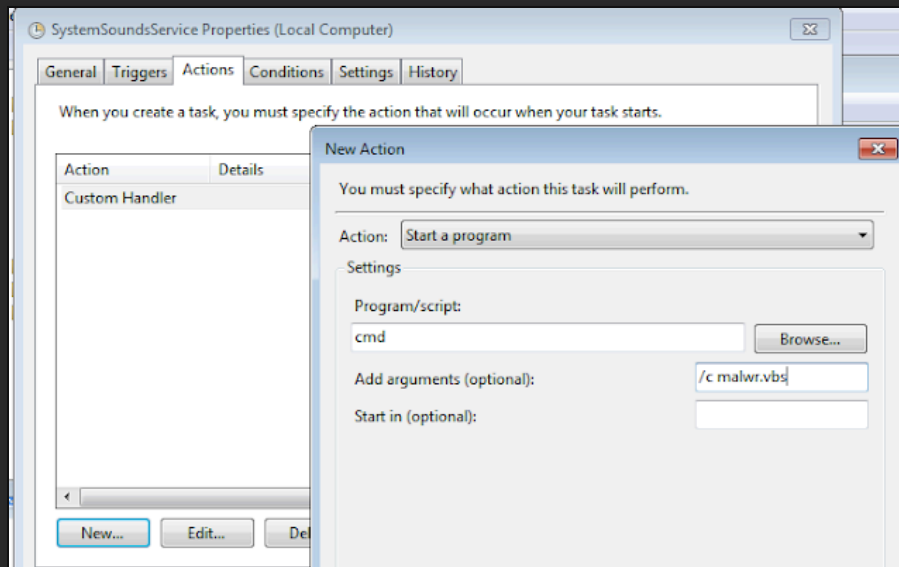 SystemSoundsService Properties (Local Computer)
General Triggers Actions Conditions Settings History
When you create a task, you must specify the action that will occur when your task starts.
New Action
Action Details
You must specify what action this task will perform.
Custom Handler
Action: Start a program
Settings
Program/script:
cmd Browse...
Add arguments (optional): /c malwr.vbs
Start in (optional):
New... Edit...